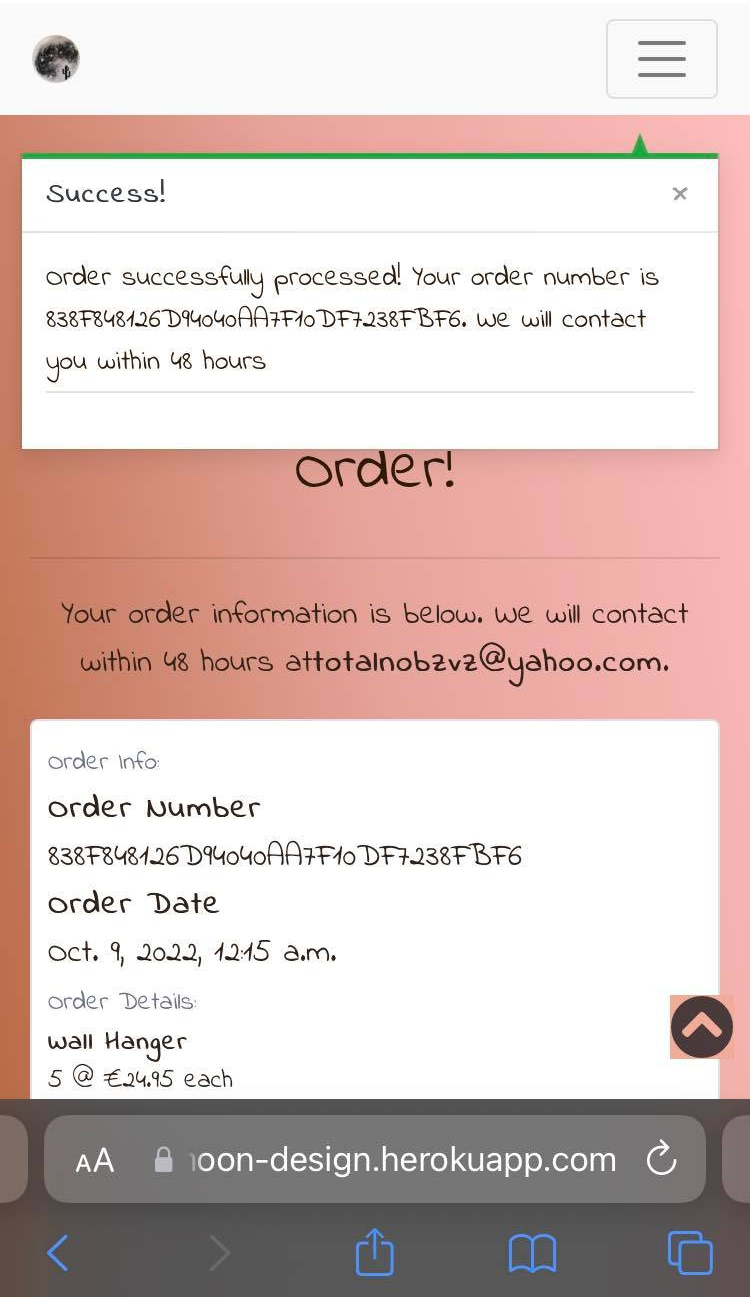 Success!
×
Order successfully processed! Your order number is
838F848126D94040AA7F10DF7238FBF6. We will contact
you within 48 hours
Order!
Your order information is below. We will contact
within 48 hours attotalnobzvz@yahoo.com.
Order Info:
Order Number
838F848126D94040AA7F10DF7238FBF6
Order Date
Oct. 9, 2022, 12:15 a.m.
Order Details:
Wall Hanger
5 @ €24.95 each
AA
oon-design.herokuapp.com